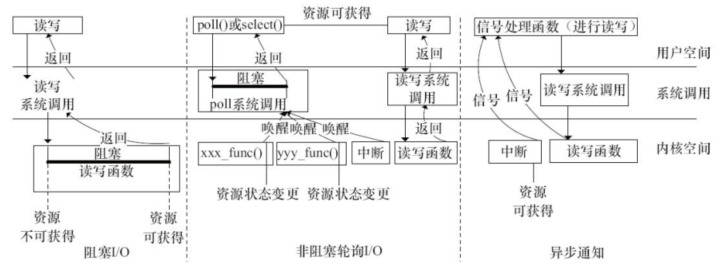 读写
返回
读写
系统调用
返回
阻塞
读写函数
资源
不可获得
资源
可获得
阻塞I/O
poll()或select()
资源可获得
读写
返回
返回
阻塞
poll系统调用
读写系统
调用
唤醒
唤醒
唤醒
返回
xxx_func()
yyy_func()
中断
读写函数
资源状态变更
资源状态变更
非阻塞轮询I/O
信号处理函数（进行读写）
用户空间
读写系统调用
系统调用
信号
信号
中断
读写函数
内核空间
资源
可获得
异步通知